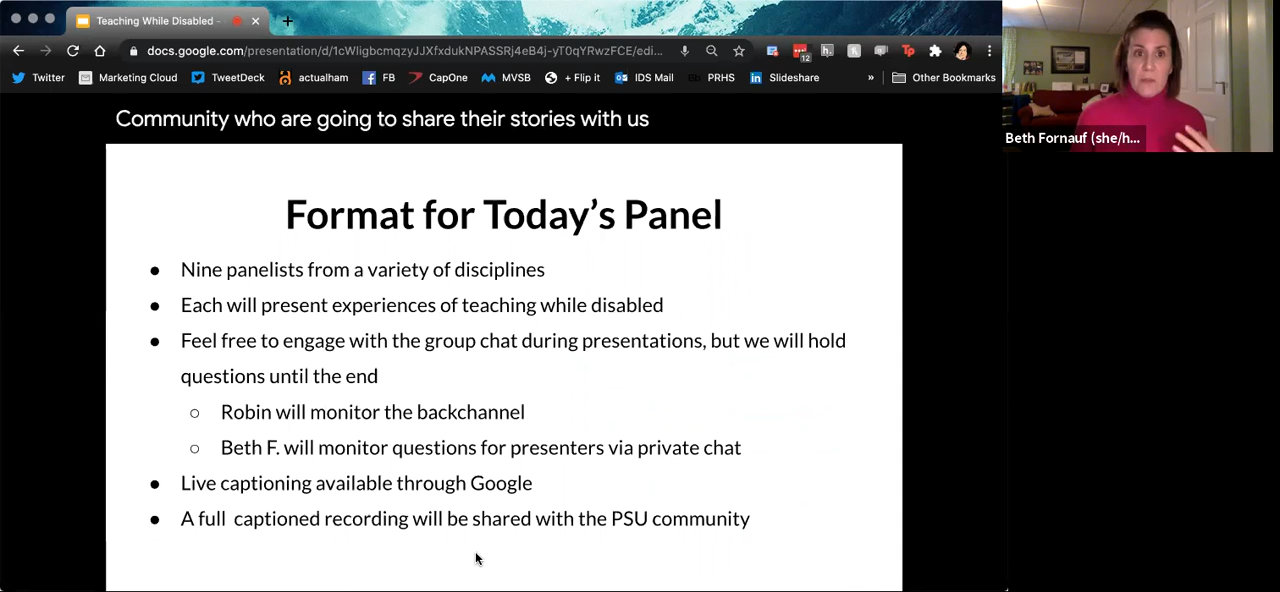 Teaching While Disabled -
docs.google.com/presentation/d/1cWligbcmqzyJJXfxdukNPASSRj4eB4j-yT0qYRwzFCE/edi...
12
h.
Tp
Twitter
Marketing Cloud
TweetDeck
actualham
FB
CapOne
MVSB
+ Flip it
IDS Mail
PRHS
Slideshare
»
Other Bookmarks
Beth Fornauf (she/h...
Community who are going to share their stories with us
Format for Today’s Panel
● Nine panelists from a variety of disciplines
● Each will present experiences of teaching while disabled
● Feel free to engage with the group chat during presentations, but we will hold
questions until the end
○ Robin will monitor the backchannel
○ Beth F. will monitor questions for presenters via private chat
● Live captioning available through Google
● A full captioned recording will be shared with the PSU community